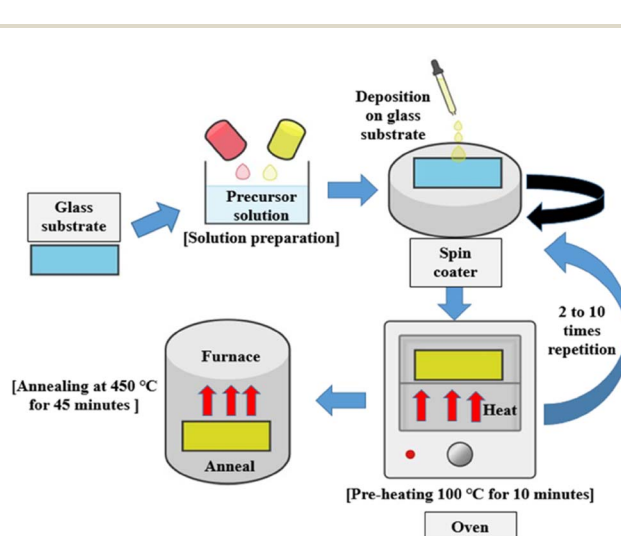 Deposition
on glass
substrate
Glass
substrate
Precursor
solution
[Solution preparation]
Spin
coater
2 to 10
times
repetition
Furnace
[Annealing at 450 °C
for 45 minutes ]
Anneal
Heat
[Pre-heating 100 °C for 10 minutes]
Oven